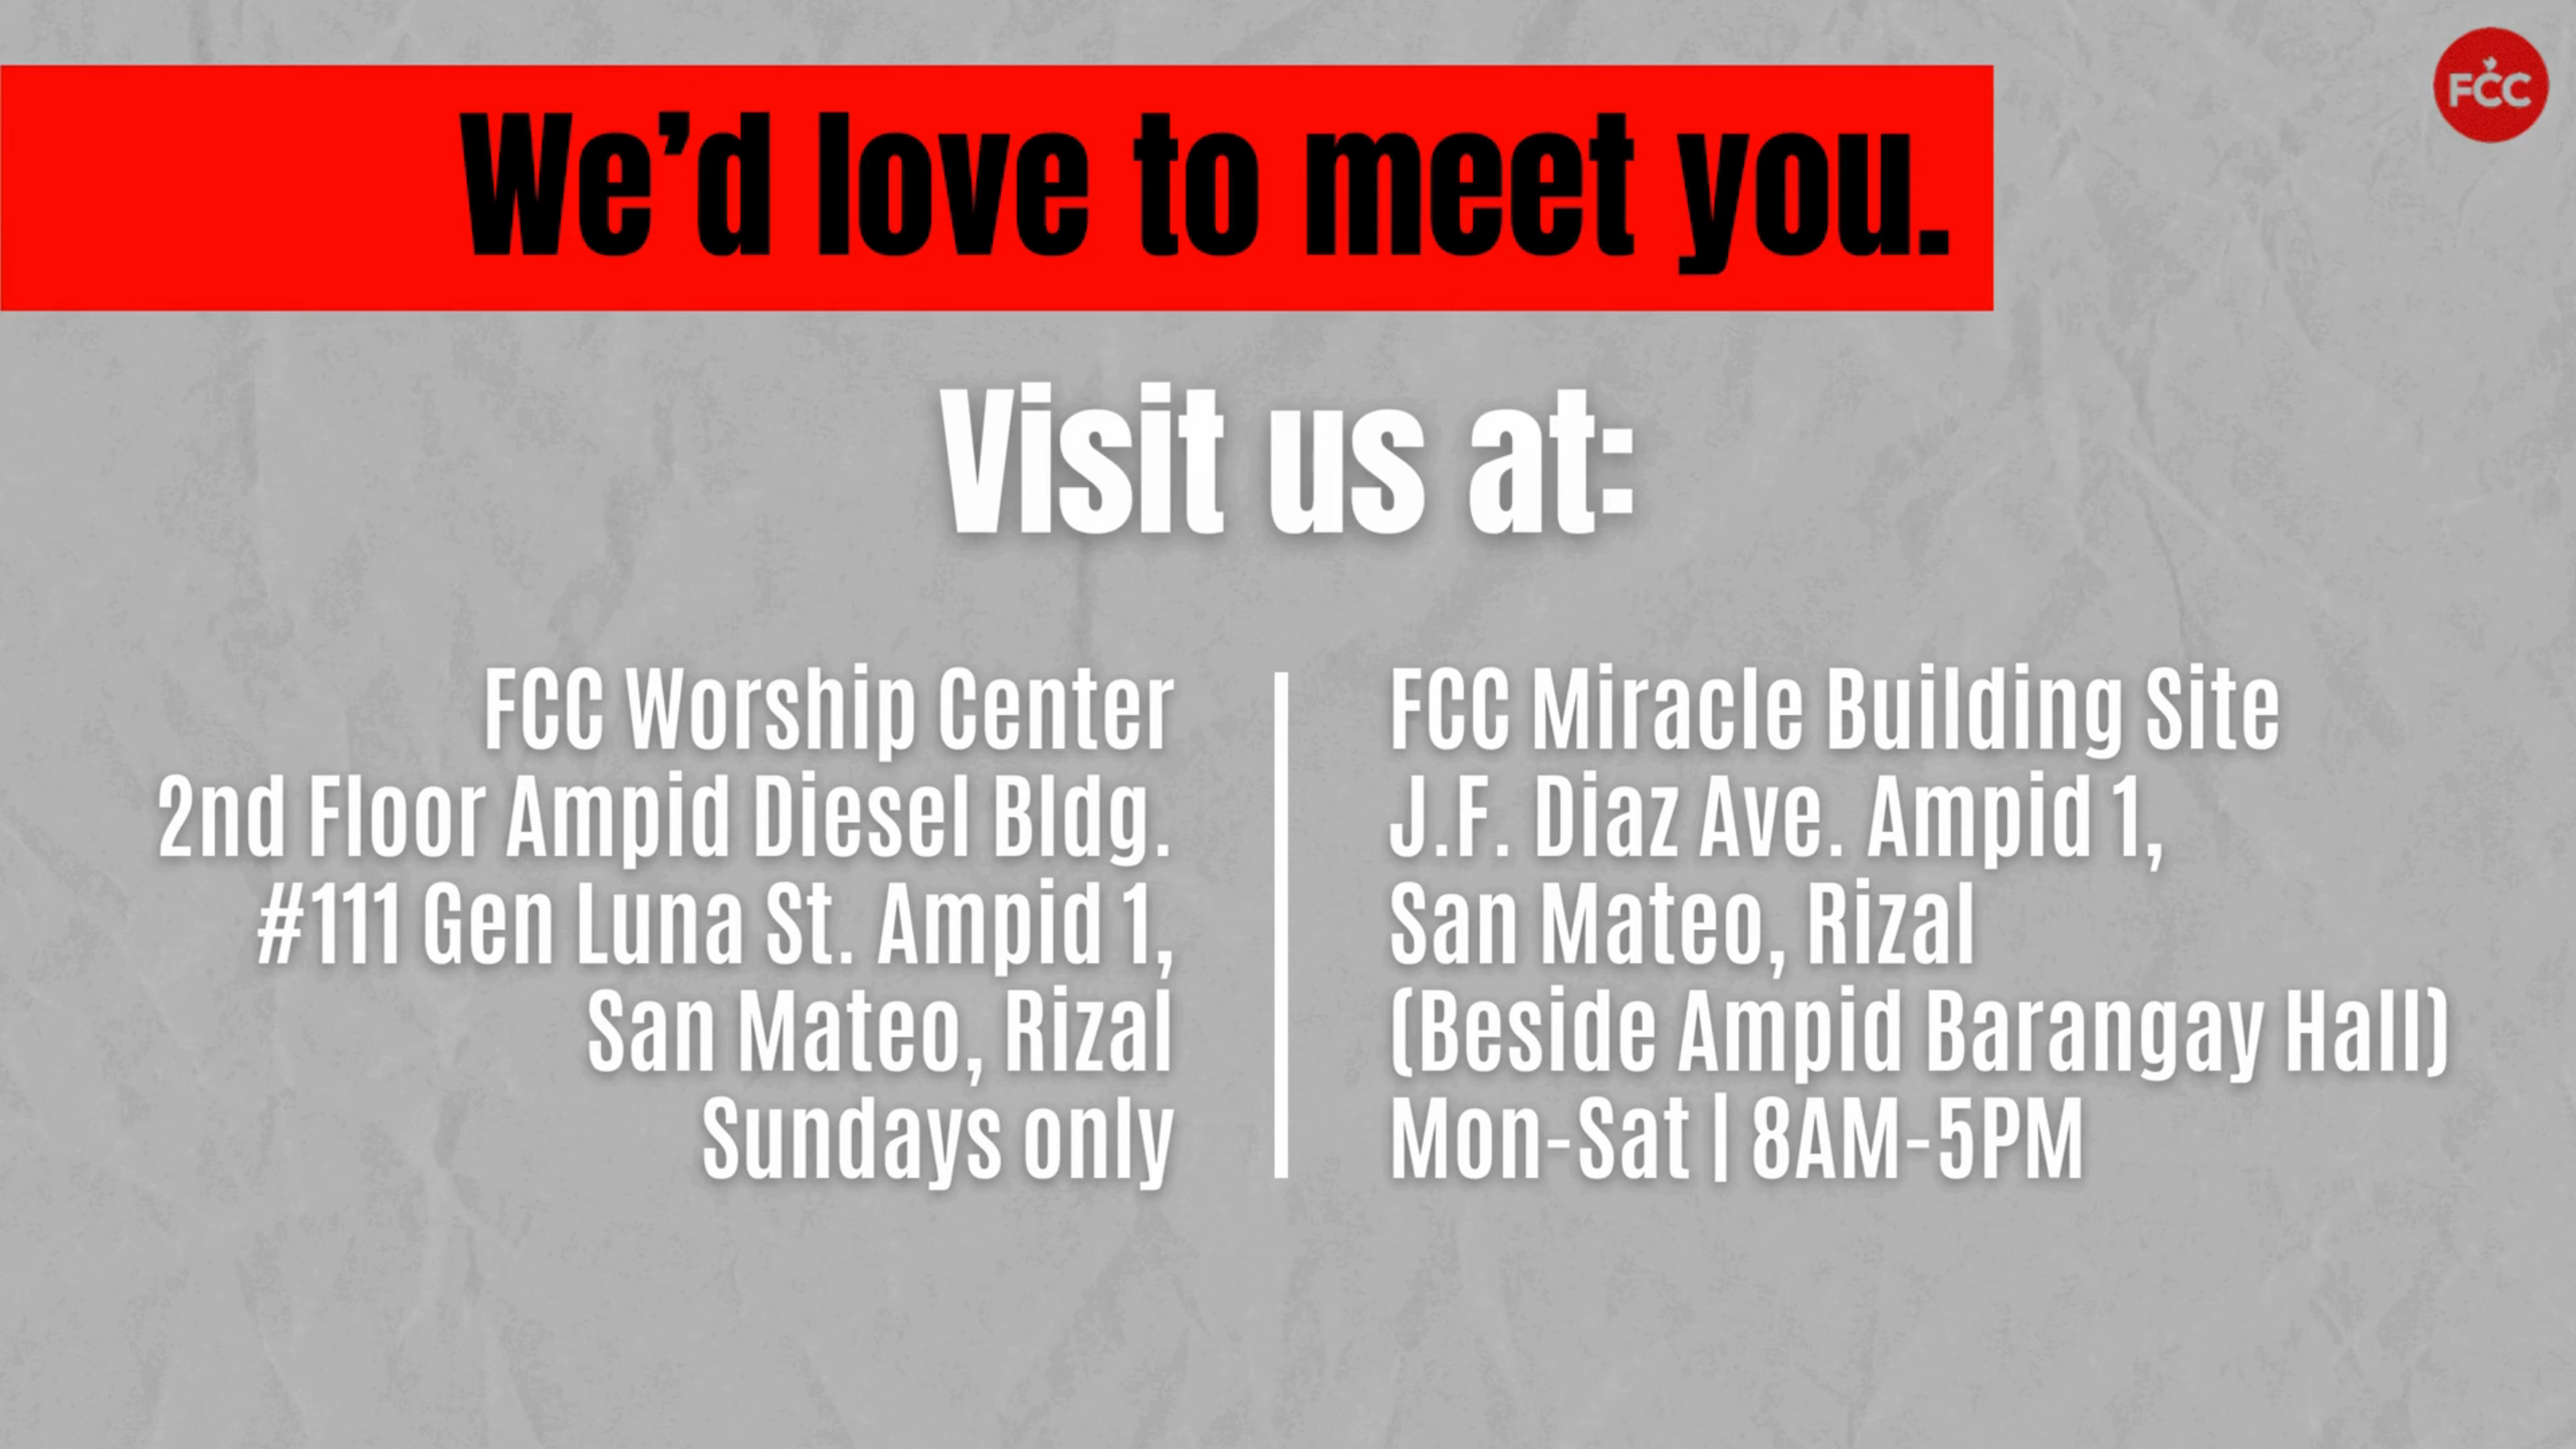 FCC
We’d love to meet you.
Visit us at:
FCC Worship Center
2nd Floor Ampid Diesel Bldg.
#111 Gen Luna St. Ampid 1,
San Mateo, Rizal
Sundays only
FCC Miracle Building Site
J.F. Diaz Ave. Ampid 1,
San Mateo, Rizal
(Beside Ampid Barangay Hall)
Mon-Sat | 8AM-5PM